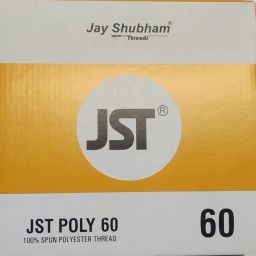 Jay Shubham®
Threads
JST®
JST POLY 60
100% SPUN POLYESTER THREAD
60